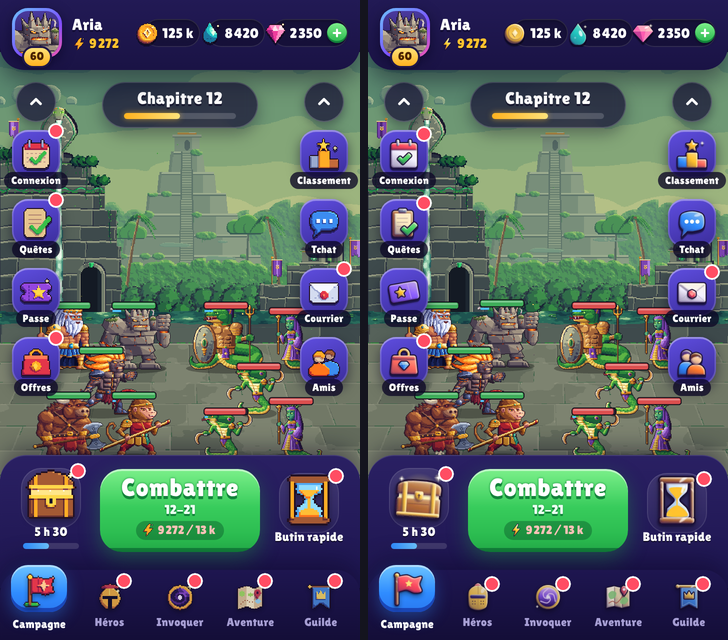 Aria
60
9272
125 k
8420
2350
Chapitre 12
Connexion
Classement
Quêtes
Tchat
Passe
Courrier
Offres
Amis
5 h 30
Combattre
12-21
9272 / 13 k
Butin rapide
Campagne
Héros
Invoquer
Aventure
Guilde
Aria
60
9272
125 k
8420
2350
Chapitre 12
Connexion
Classement
Quêtes
Tchat
Passe
Courrier
Offres
Amis
5 h 30
Combattre
12-21
9272 / 13 k
Butin rapide
Campagne
Héros
Invoquer
Aventure
Guilde